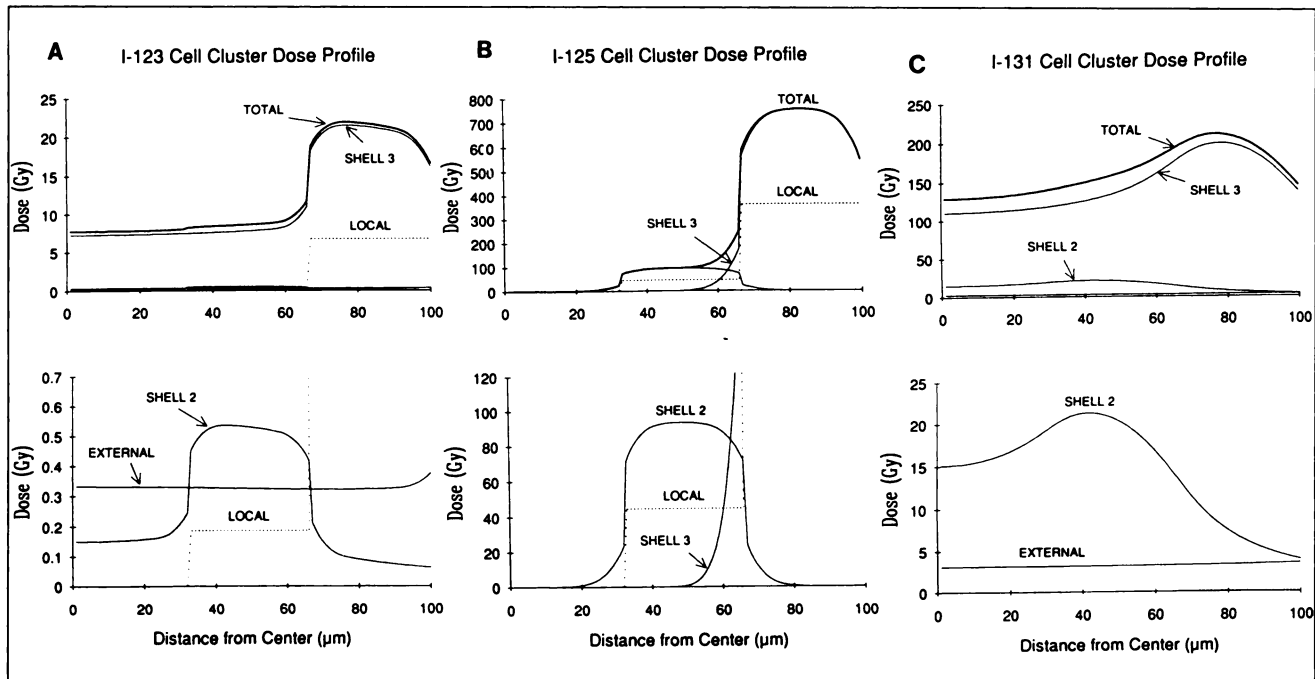 A
I-123 Cell Cluster Dose Profile
Dose (Gy)
25
20
15
10
5
0
TOTAL
SHELL 3
LOCAL
0 20 40 60 80 100
B
I-125 Cell Cluster Dose Profile
Dose (Gy)
800
700
600
500
400
300
200
100
0
TOTAL
LOCAL
SHELL 3
0 20 40 60 80 100
C
I-131 Cell Cluster Dose Profile
Dose (Gy)
250
200
150
100
50
0
TOTAL
SHELL 3
SHELL 2
0 20 40 60 80 100
Dose (Gy)
0.7
0.6
0.5
0.4
0.3
0.2
0.1
0
SHELL 2
EXTERNAL
LOCAL
0 20 40 60 80 100
Distance from Center (µm)
Dose (Gy)
120
100
80
60
40
20
0
SHELL 2
LOCAL
SHELL 3
0 20 40 60 80 100
Distance from Center (µm)
Dose (Gy)
25
20
15
10
5
0
SHELL 2
EXTERNAL
0 20 40 60 80 100
Distance from Center (µm)